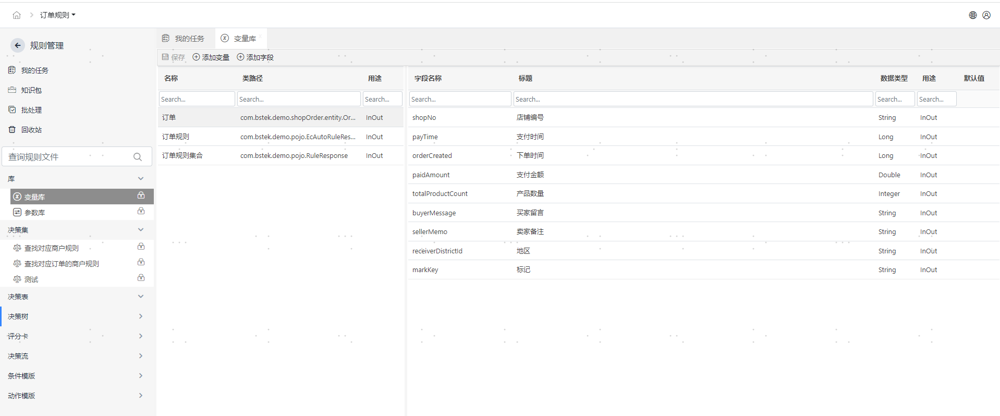 订单规则
规则管理
我的任务
知识包
批处理
回收站
查询规则文件
库
变量库
参数库
决策集
查找对应商户规则
查找对应订单的商户规则
测试
决策表
决策树
评分卡
决策流
条件模版
动作模版
我的任务 变量库
保存 添加变量 添加字段
名称 类路径 用途
Search... Search... Search...
订单 com.bstek.demo.shopOrder.entity.Or... InOut
订单规则 com.bstek.demo.pojo.EcAutoRuleRes... InOut
订单规则集合 com.bstek.demo.pojo.RuleResponse InOut
字段名称 标题 数据类型 用途 默认值
Search... Search... Search... Search...
shopNo 店铺编号 String InOut
payTime 支付时间 Long InOut
orderCreated 下单时间 Long InOut
paidAmount 支付金额 Double InOut
totalProductCount 产品数量 Integer InOut
buyerMessage 买家留言 String InOut
sellerMemo 卖家备注 String InOut
receiverDistrictId 地区 String InOut
markKey 标记 String InOut